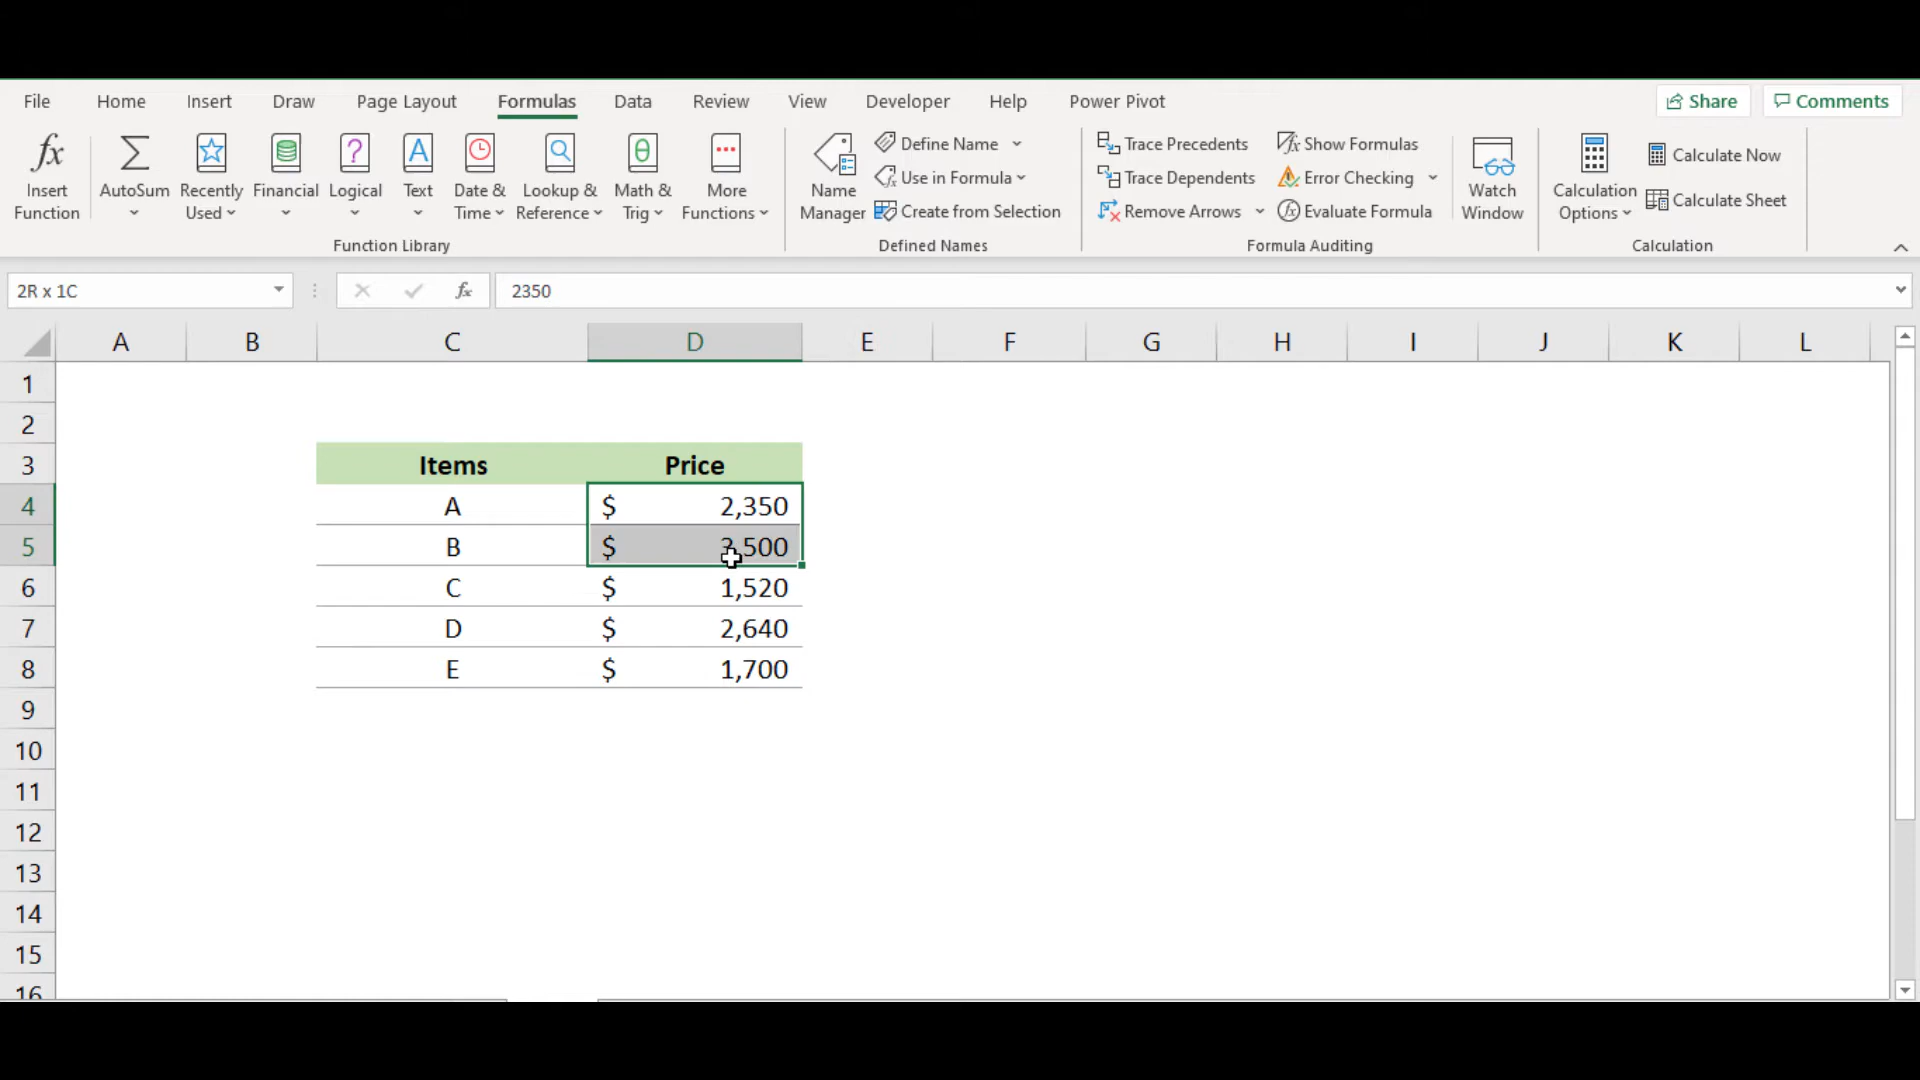 File Home Insert Draw Page Layout Formulas Data Review View Developer Help Power Pivot Share Comments
Insert Function AutoSum Recently Used Financial Logical Text Date & Time Lookup & Reference Math & Trig More Functions
Function Library
Name Manager Define Name Use in Formula Create from Selection
Defined Names
Trace Precedents Show Formulas
Trace Dependents Error Checking
Remove Arrows Evaluate Formula
Formula Auditing
Watch Window
Calculation Options Calculate Now Calculate Sheet
Calculation
2R x 1C fx 2350
A B C D E F G H I J K L
1
2
3 Items Price
4 A $ 2,350
5 B $
6 C $ 1,520
7 D $ 2,640
8 E $ 1,700
9
10
11
12
13
14
15
16